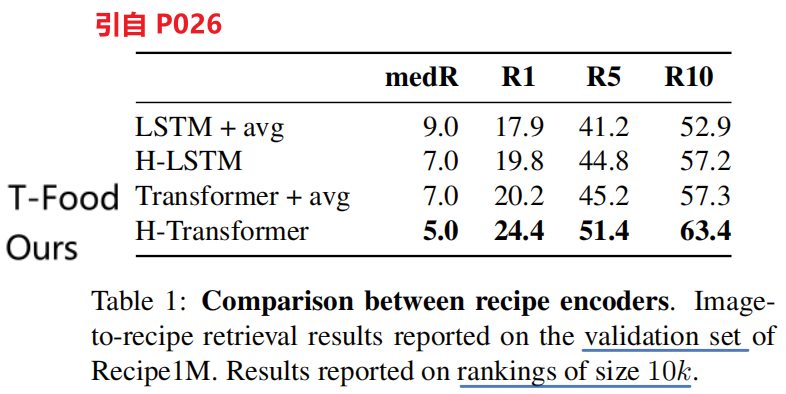 引自 P026
medR R1 R5 R10
LSTM + avg 9.0 17.9 41.2 52.9
H-LSTM 7.0 19.8 44.8 57.2
T-Food Transformer + avg 7.0 20.2 45.2 57.3
Ours H-Transformer 5.0 24.4 51.4 63.4
Table 1: Comparison between recipe encoders. Image-
to-recipe retrieval results reported on the validation set of
Recipe1M. Results reported on rankings of size 10k.